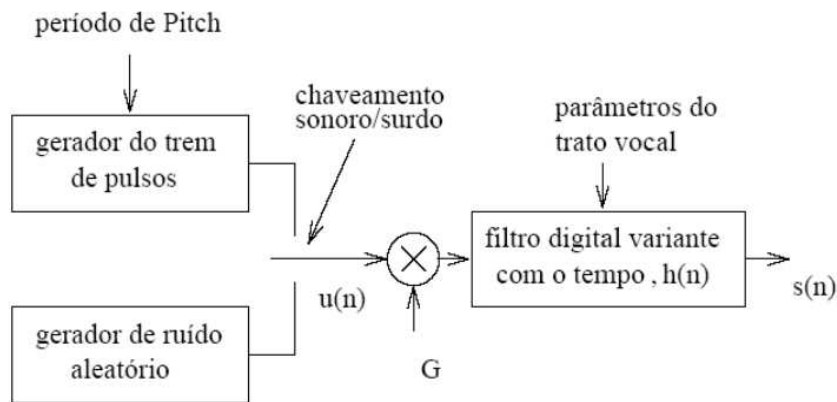 período de Pitch
gerador do trem
de pulsos
chaveamento
sonoro/surdo
parâmetros do
trato vocal
filtro digital variante
com o tempo , h(n)
u(n)
s(n)
gerador de ruído
aleatório
G